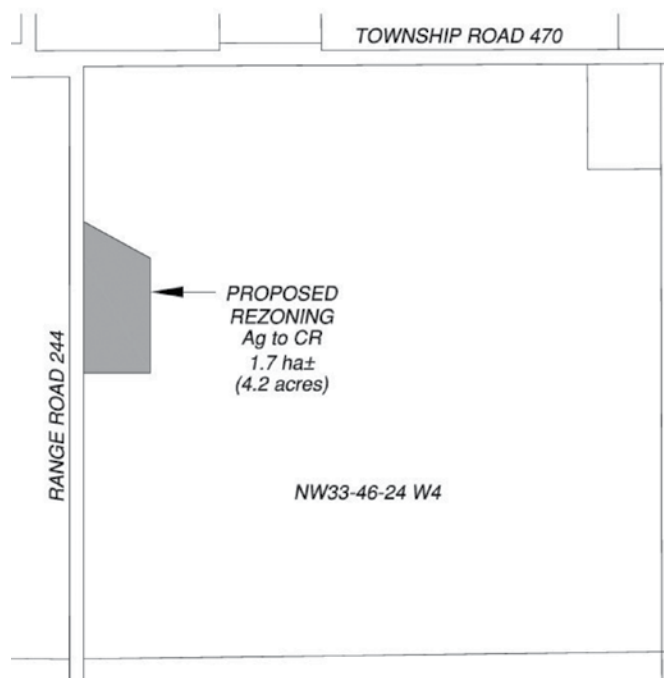 TOWNSHIP ROAD 470
PROPOSED
REZONING
Ag to CR
1.7 ha±
(4.2 acres)
RANGE ROAD 244
NW33-46-24 W4